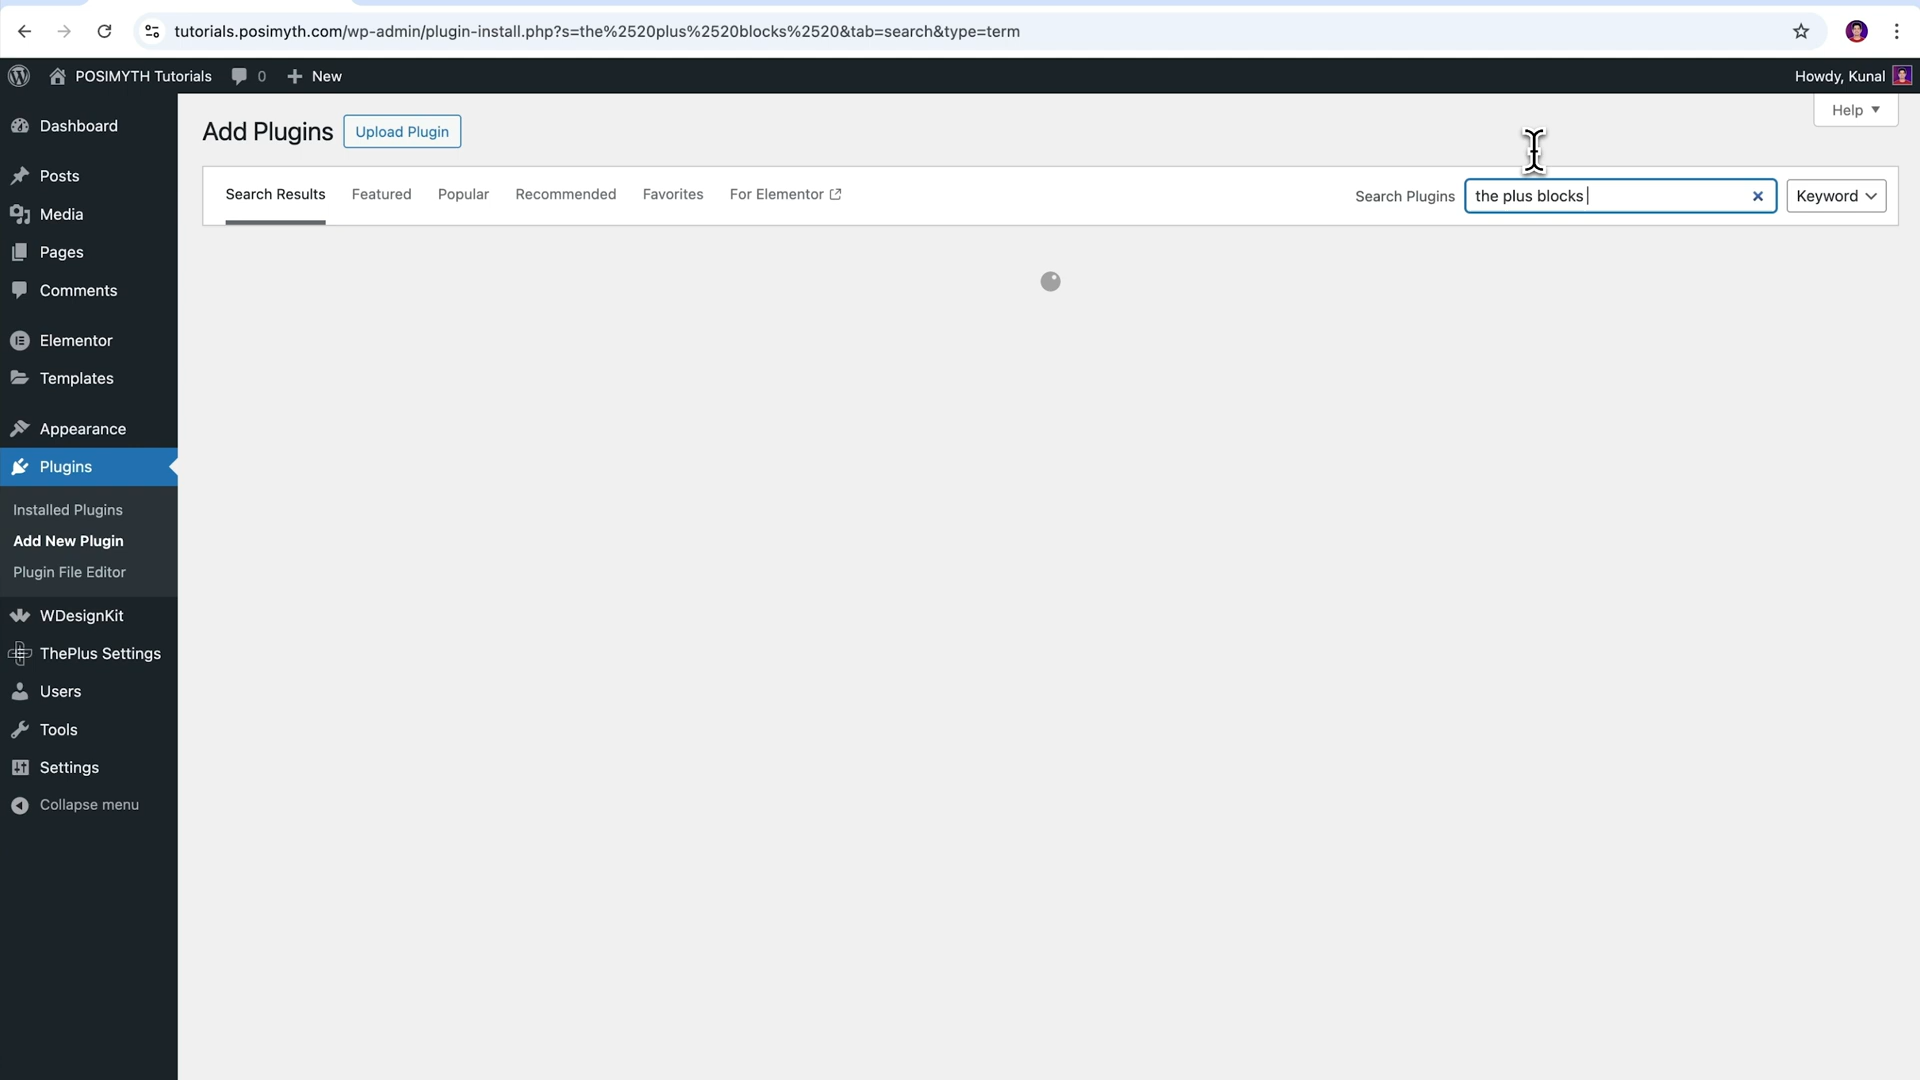 tutorials.posimyth.com/wp-admin/plugin-install.php?s=the%2520plus%2520blocks%2520&tab=search&type=term
POSIMYTH Tutorials 0 New Howdy, Kunal
Help
Add Plugins Upload Plugin
Search Results Featured Popular Recommended Favorites For Elementor Search Plugins the plus blocks Keyword
Dashboard
Posts
Media
Pages
Comments
Elementor
Templates
Appearance
Plugins
Installed Plugins
Add New Plugin
Plugin File Editor
WDesignKit
ThePlus Settings
Users
Tools
Settings
Collapse menu